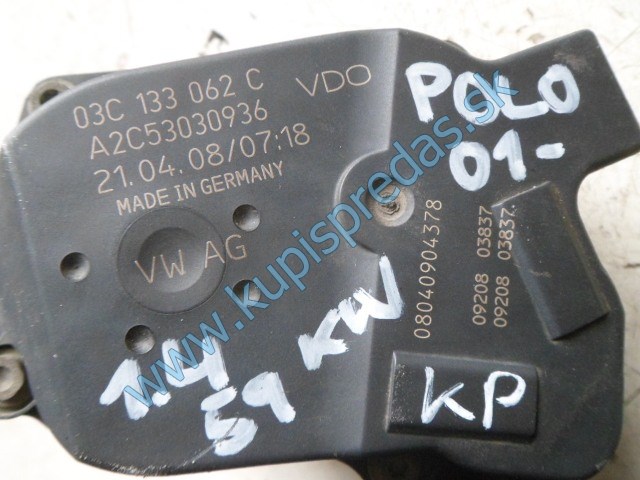 03C 133 062 C
VDO
A2C53030936
21.04.08/07:18
MADE IN GERMANY
VW AG
POLO
01-
08040904378
09208 03837
09208 03837
1.4
59 KW
KP
www.kupispredas.sk